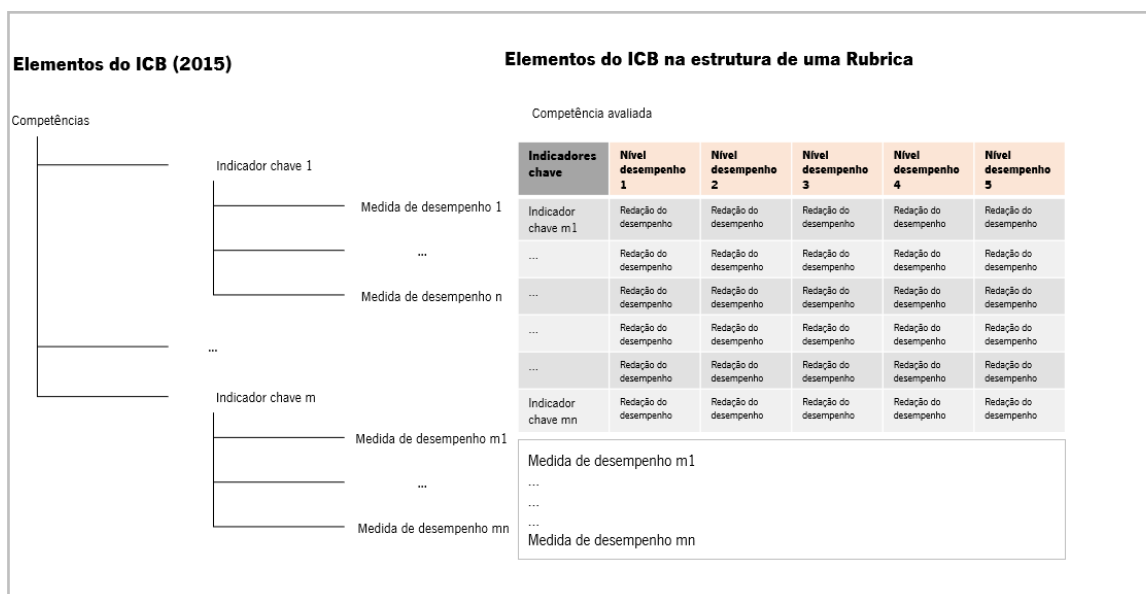 Elementos do ICB (2015)
Competências
Indicador chave 1
Medida de desempenho 1
...
Medida de desempenho n
...
Indicador chave m
Medida de desempenho m1
...
Medida de desempenho mn
Elementos do ICB na estrutura de uma Rubrica
Competência avaliada
Indicadores chave
Nível desempenho 1
Nível desempenho 2
Nível desempenho 3
Nível desempenho 4
Nível desempenho 5
Indicador chave m1
Redação do desempenho
Redação do desempenho
Redação do desempenho
Redação do desempenho
Redação do desempenho
...
Redação do desempenho
Redação do desempenho
Redação do desempenho
Redação do desempenho
Redação do desempenho
...
Redação do desempenho
Redação do desempenho
Redação do desempenho
Redação do desempenho
Redação do desempenho
...
Redação do desempenho
Redação do desempenho
Redação do desempenho
Redação do desempenho
Redação do desempenho
...
Redação do desempenho
Redação do desempenho
Redação do desempenho
Redação do desempenho
Redação do desempenho
Indicador chave mn
Redação do desempenho
Redação do desempenho
Redação do desempenho
Redação do desempenho
Redação do desempenho
Medida de desempenho m1
...
...
...
Medida de desempenho mn